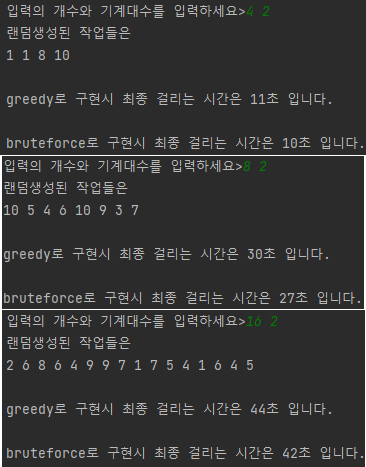 입력의 개수와 기계대수를 입력하세요>4 2
랜덤생성된 작업들은
1 1 8 10
greedy로 구현시 최종 걸리는 시간은 11초 입니다.
bruteforce로 구현시 최종 걸리는 시간은 10초 입니다.
입력의 개수와 기계대수를 입력하세요>8 2
랜덤생성된 작업들은
10 5 4 6 10 9 3 7
greedy로 구현시 최종 걸리는 시간은 30초 입니다.
bruteforce로 구현시 최종 걸리는 시간은 27초 입니다.
입력의 개수와 기계대수를 입력하세요>16 2
랜덤생성된 작업들은
2 6 8 6 4 9 9 7 1 7 5 4 1 6 4 5
greedy로 구현시 최종 걸리는 시간은 44초 입니다.
bruteforce로 구현시 최종 걸리는 시간은 42초 입니다.